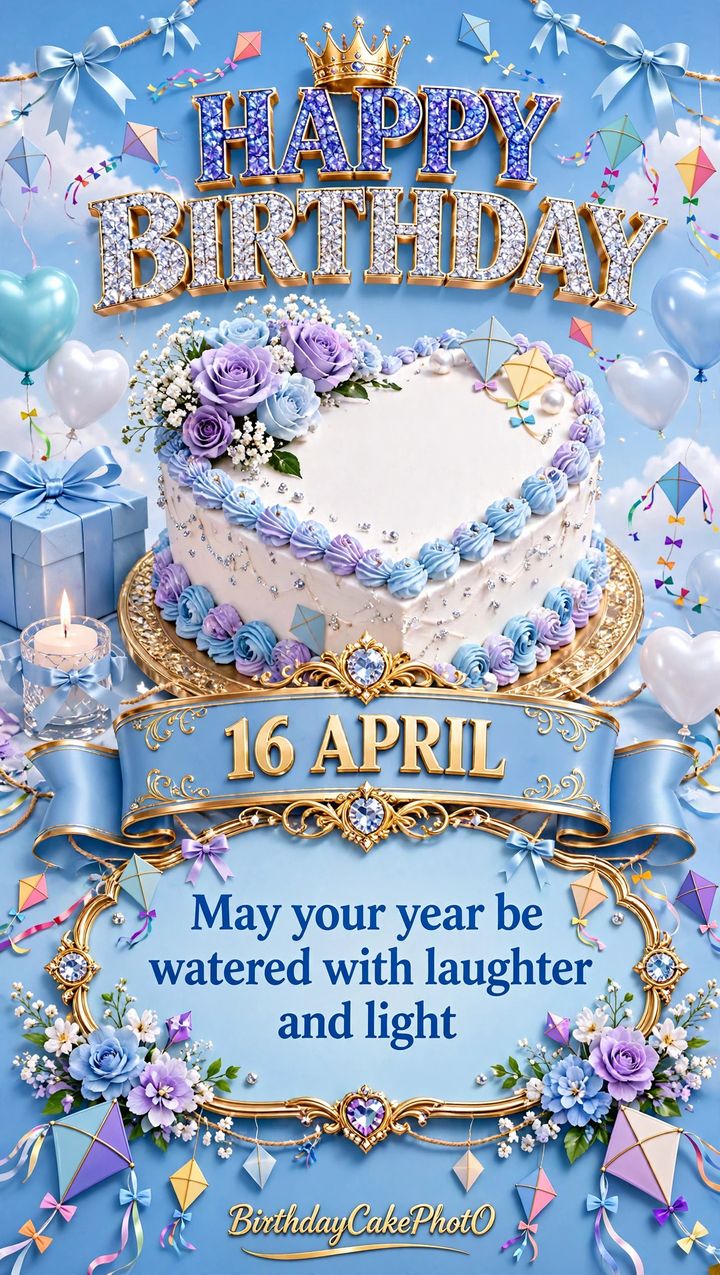 HAPPY
BIRTHDAY
16 APRIL
May your year be
watered with laughter
and light
BirthdayCakePhotO